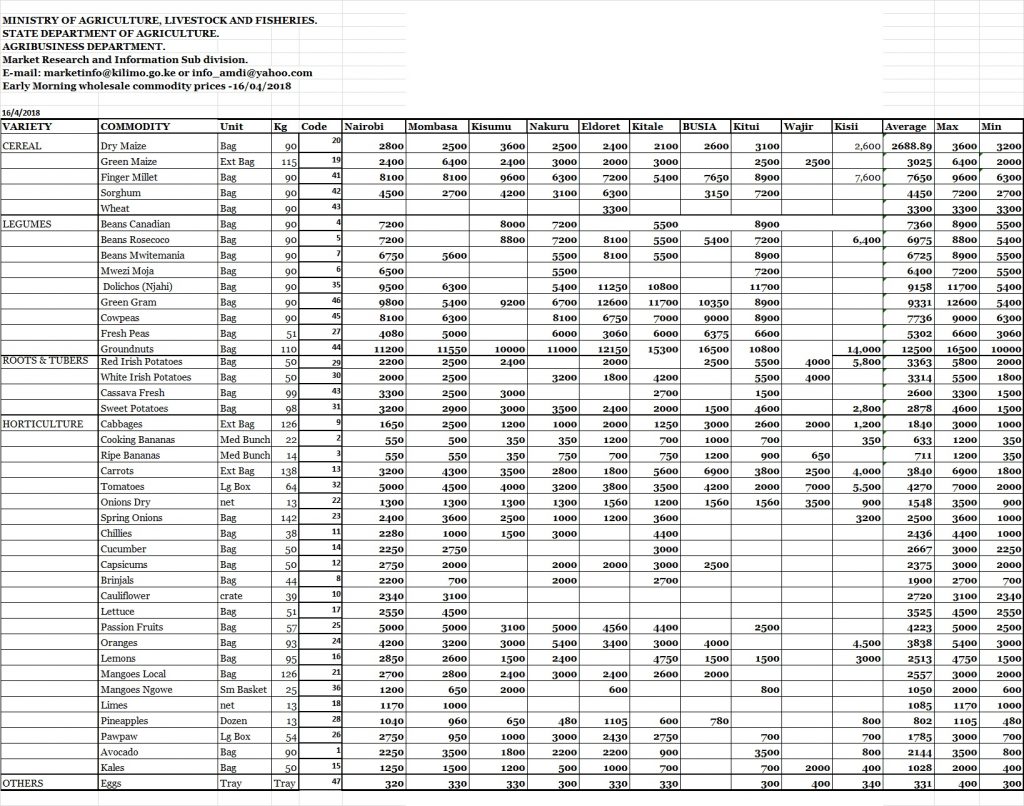 MINISTRY OF AGRICULTURE, LIVESTOCK AND FISHERIES.
STATE DEPARTMENT OF AGRICULTURE.
AGRIBUSINESS DEPARTMENT.
Market Research and Information Sub division.
E-mail: marketinfo@kilimo.go.ke or info_amdi@yahoo.com
Early Morning wholesale commodity prices -16/04/2018
16/4/2018
VARIETY COMMODITY Unit Kg Code Nairobi Mombasa Kisumu Nakuru Eldoret Kitale BUSIA Kitui Wajir Kisii Average Max Min
CEREAL Dry Maize Bag 90 20 2800 2500 3600 2500 2400 2100 2600 3100 2,600 2688.89 3600 3200
Green Maize Ext Bag 115 19 2400 6400 2400 3000 2000 3000 2500 2500 3025 6400 2000
Finger Millet Bag 90 41 8100 8100 9600 6300 7200 5400 7650 8900 7,600 7650 9600 6300
Sorghum Bag 90 42 4500 2700 4200 3100 6300 3150 7200 4450 7200 2700
Wheat Bag 90 43 3300 3300 3300 3300
LEGUMES Beans Canadian Bag 90 4 7200 8000 7200 5500 8900 7360 8900 5500
Beans Rosecoco Bag 90 5 7200 8800 7200 8100 5500 5400 7200 6,400 6975 8800 5400
Beans Mwitemania Bag 90 7 6750 5600 5500 8100 5500 8900 6725 8900 5500
Mwezi Moja Bag 90 6 6500 5500 7200 6400 7200 5500
Dolichos (Njahi) Bag 90 35 9500 6300 5400 11250 10800 11700 9158 11700 5400
Green Gram Bag 90 46 9800 5400 9200 6700 12600 11700 10350 8900 9331 12600 5400
Cowpeas Bag 90 45 8100 6300 8100 6750 7000 9000 8900 7736 9000 6300
Fresh Peas Bag 51 27 4080 5000 6000 3060 6000 6375 6600 5302 6600 3060
Groundnuts Bag 110 44 11200 11550 10000 11000 12150 15300 16500 10800 14,000 12500 16500 10000
ROOTS & TUBERS Red Irish Potatoes Bag 50 29 2200 2500 2400 2000 2500 5500 4000 5,800 3363 5800 2000
White Irish Potatoes Bag 50 30 2000 2500 3200 1800 4200 5500 4000 3314 5500 1800
Cassava Fresh Bag 99 43 3300 2500 3000 2700 1500 2600 3300 1500
Sweet Potatoes Bag 98 31 3200 2900 3000 3500 2400 2000 1500 4600 2,800 2878 4600 1500
HORTICULTURE Cabbages Ext Bag 126 9 1650 2500 1200 1000 2000 1250 3000 2600 2000 1,200 1840 3000 1000
Cooking Bananas Med Bunch 22 2 550 500 350 350 1200 700 1000 700 350 633 1200 350
Ripe Bananas Med Bunch 14 3 550 550 350 750 700 750 1200 900 650 711 1200 350
Carrots Ext Bag 138 13 3200 4300 3500 2800 1800 5600 6900 3800 2500 4,000 3840 6900 1800
Tomatoes Lg Box 64 32 5000 4500 4000 3200 3800 3500 4200 2000 7000 5,500 4270 7000 2000
Onions Dry net 13 22 1300 1300 1300 1300 1560 1200 1560 1560 3500 900 1548 3500 900
Spring Onions Bag 142 23 2400 3600 2500 1000 1200 3600 3200 2500 3600 1000
Chillies Bag 38 11 2280 1000 1500 3000 4400 2436 4400 1000
Cucumber Bag 50 14 2250 2750 3000 2667 3000 2250
Capsicums Bag 50 12 2750 2000 2000 2000 3000 2500 2375 3000 2000
Brinjals Bag 44 8 2200 700 2000 2700 1900 2700 700
Cauliflower crate 39 10 2340 3100 2720 3100 2340
Lettuce Bag 51 17 2550 4500 3525 4500 2550
Passion Fruits Bag 57 25 5000 5000 3100 5000 4560 4400 2500 4223 5000 2500
Oranges Bag 93 24 4200 3200 3000 5400 3400 3000 4000 4,500 3838 5400 3000
Lemons Bag 95 16 2850 2600 1500 2400 4750 1500 1500 3000 2513 4750 1500
Mangoes Local Bag 126 21 2700 2800 2400 3000 2400 2600 2000 2557 3000 2000
Mangoes Ngowe Sm Basket 25 36 1200 650 2000 600 800 1050 2000 600
Limes net 13 18 1170 1000 1085 1170 1000
Pineapples Dozen 13 28 1040 960 650 480 1105 600 780 800 802 1105 480
Pawpaw Lg Box 54 26 2750 950 1000 3000 2430 2750 700 700 1785 3000 700
Avocado Bag 90 1 2250 3500 1800 2200 2200 900 3500 800 2144 3500 800
Kales Bag 50 15 1250 1500 1200 500 1000 700 700 2000 400 1028 2000 400
OTHERS Eggs Tray Tray 47 320 330 330 300 330 330 300 400 340 331 400 300